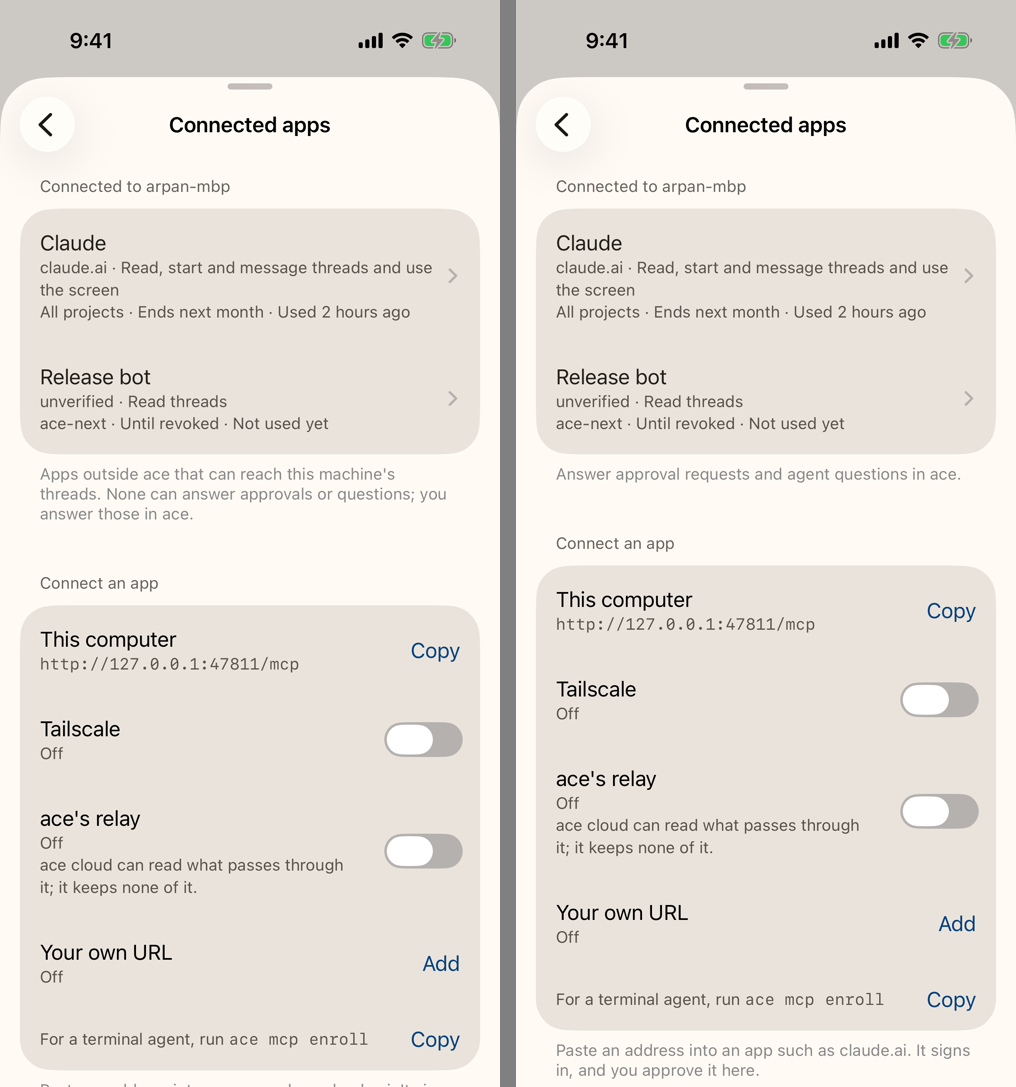 9:41
Connected apps
Connected to arpan-mbp
Claude
claude.ai · Read, start and message threads and use
the screen
All projects · Ends next month · Used 2 hours ago
Release bot
unverified · Read threads
ace-next · Until revoked · Not used yet
Apps outside ace that can reach this machine's
threads. None can answer approvals or questions; you
answer those in ace.
Connect an app
This computer
http://127.0.0.1:47811/mcp
Copy
Tailscale
Off
ace's relay
Off
ace cloud can read what passes through
it; it keeps none of it.
Your own URL
Off
Add
For a terminal agent, run ace mcp enroll
Copy
9:41
Connected apps
Connected to arpan-mbp
Claude
claude.ai · Read, start and message threads and use
the screen
All projects · Ends next month · Used 2 hours ago
Release bot
unverified · Read threads
ace-next · Until revoked · Not used yet
Answer approval requests and agent questions in ace.
Connect an app
This computer
http://127.0.0.1:47811/mcp
Copy
Tailscale
Off
ace's relay
Off
ace cloud can read what passes through
it; it keeps none of it.
Your own URL
Off
Add
For a terminal agent, run ace mcp enroll
Copy
Paste an address into an app such as claude.ai. It signs
in, and you approve it here.